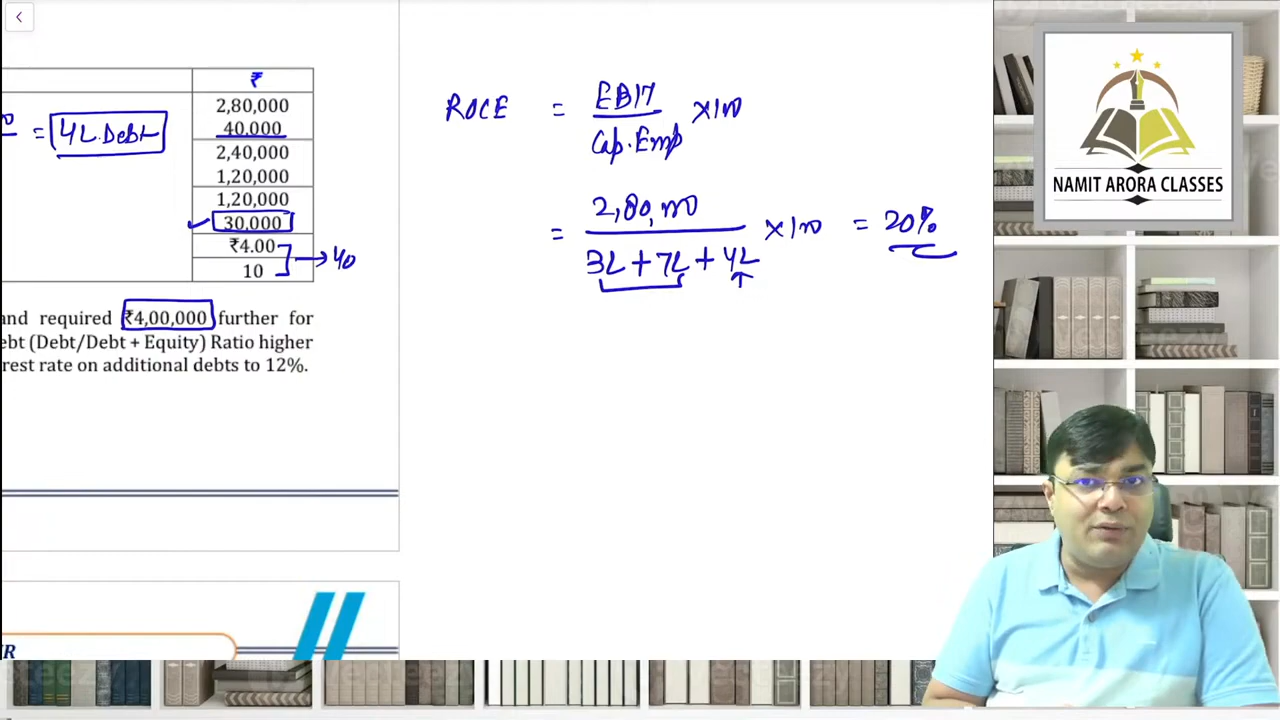 ₹
2,80,000
= 4L Debt
40,000
2,40,000
1,20,000
1,20,000
30,000
₹4.00
10
→ 40
and required ₹4,00,000 further for
ebt (Debt/Debt + Equity) Ratio higher
rest rate on additional debts to 12%.
ER
ROCE = EBIT / Cap. Emp × 100
= 2,80,000 / 3L + 7L + 4L × 100 = 20%
NAMIT ARORA CLASSES